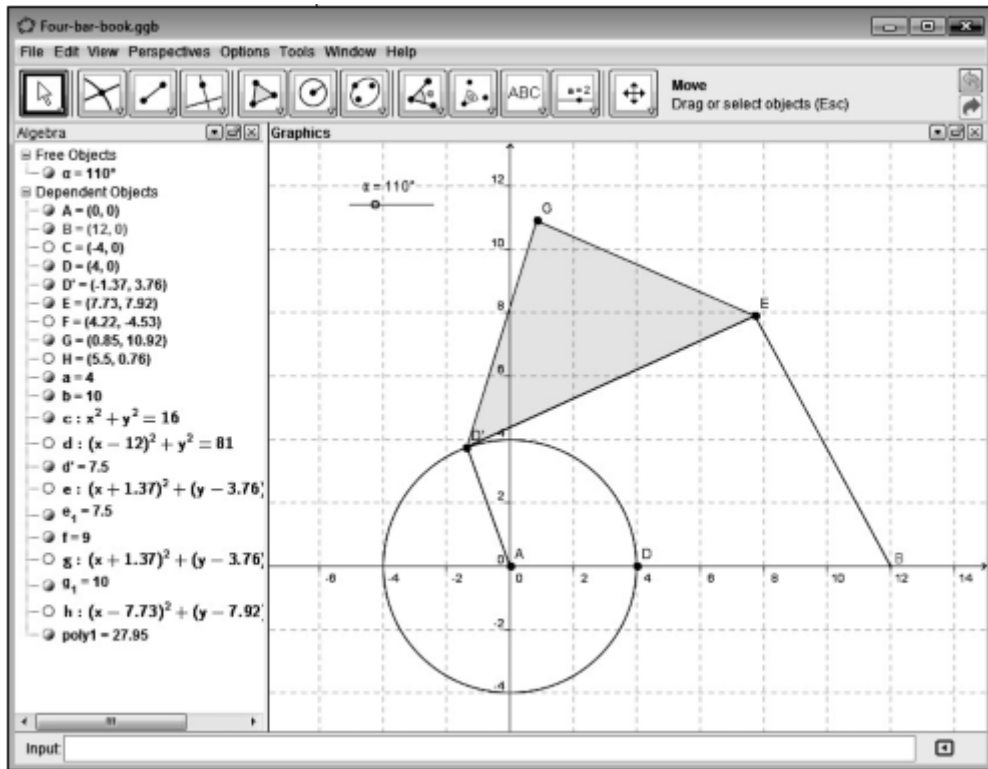 Four-bar-book.ggb
File Edit View Perspectives Options Tools Window Help
ABC
a=2
Move
Drag or select objects (Esc)
Algebra
Graphics
Free Objects
α = 110°
Dependent Objects
A = (0, 0)
B = (12, 0)
C = (-4, 0)
D = (4, 0)
D' = (-1.37, 3.76)
E = (7.73, 7.92)
F = (4.22, -4.53)
G = (0.85, 10.92)
H = (5.5, 0.76)
a = 4
b = 10
c : x² + y² = 16
d : (x − 12)² + y² = 81
d' = 7.5
e : (x + 1.37)² + (y − 3.76)
e₁ = 7.5
f = 9
g : (x + 1.37)² + (y − 3.76)
g₁ = 10
h : (x − 7.73)² + (y − 7.92)
poly1 = 27.95
α = 110°
12
G
10
8
E
6
D'
4
2
0 A D B
-6 -4 -2 0 2 4 6 8 10 12 14
-2
-4
Input: